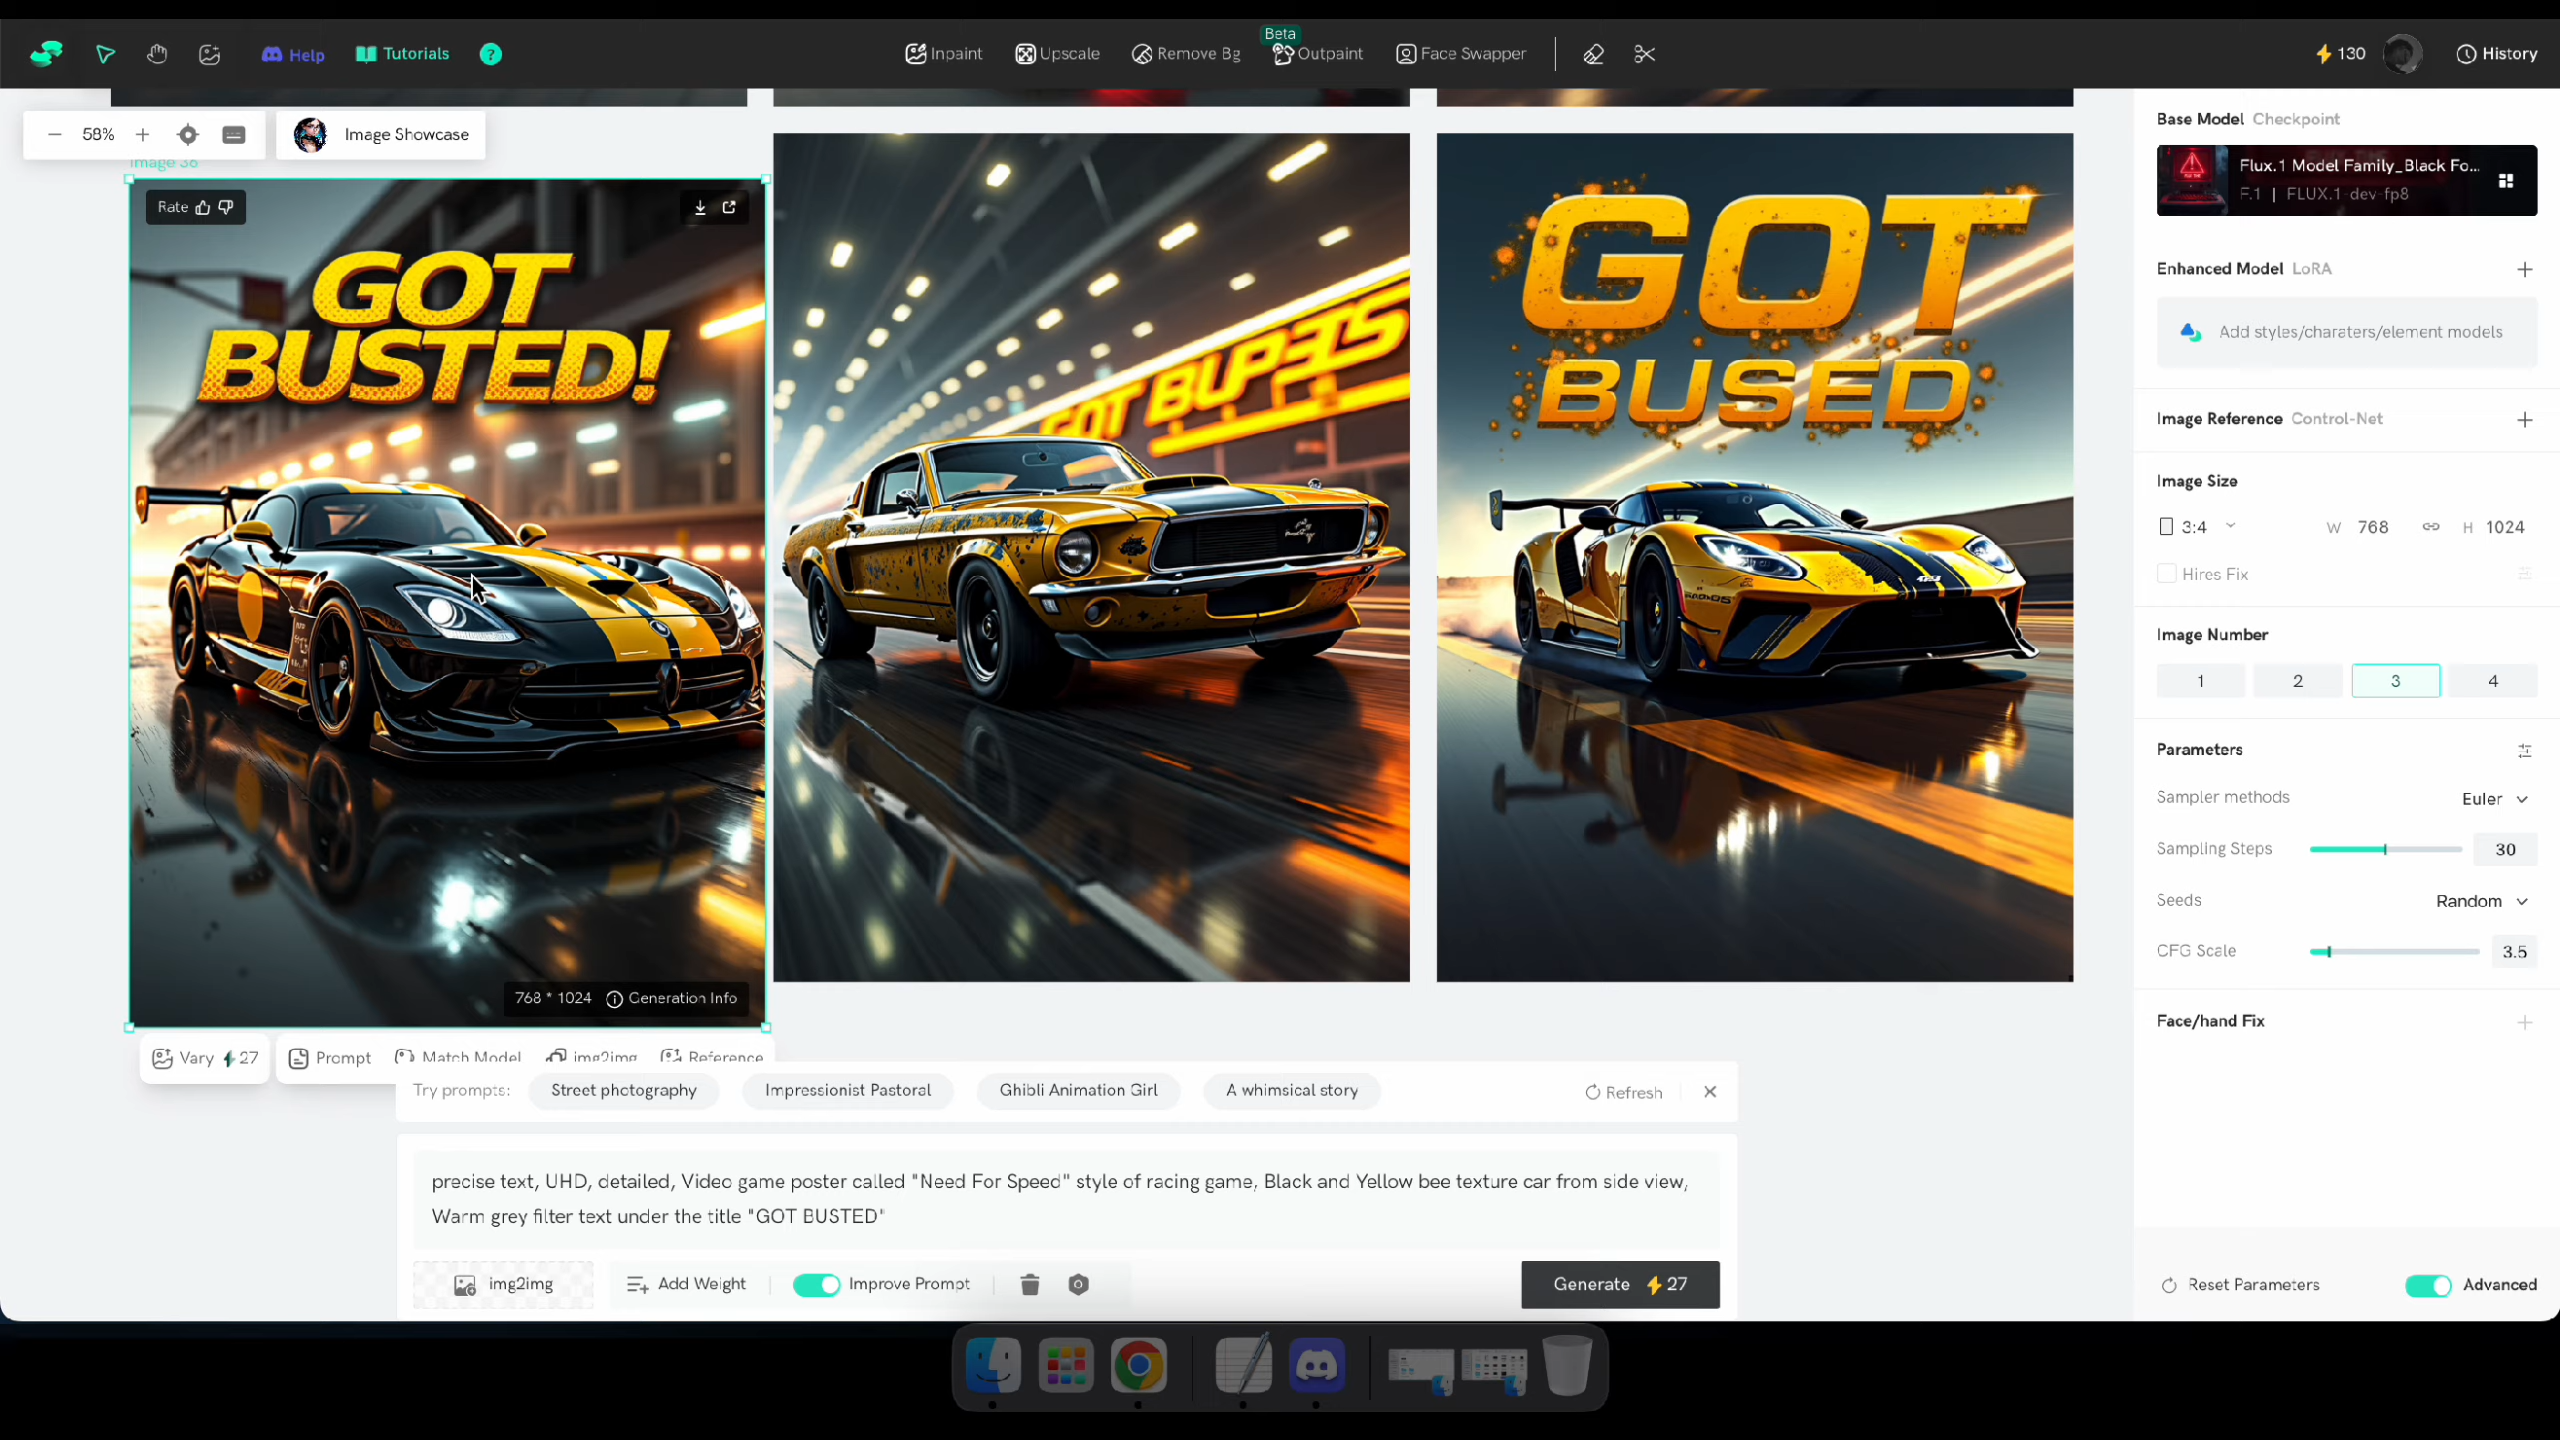 Help
Tutorials
?
Inpaint
Upscale
Remove Bg
Beta
Outpaint
Face Swapper
130
History
58%
Image Showcase
Image 36
Rate
GOT
BUSTED!
768 * 1024
Generation Info
GOT BUPES
GOT
BUSED
Vary
27
Prompt
Match Model
img2img
Reference
Try prompts:
Street photography
Impressionist Pastoral
Ghibli Animation Girl
A whimsical story
Refresh
precise text, UHD, detailed, Video game poster called "Need For Speed" style of racing game, Black and Yellow bee texture car from side view,
Warm grey filter text under the title "GOT BUSTED"
img2img
Add Weight
Improve Prompt
Generate
27
Base Model Checkpoint
Flux.1 Model Family_Black Fo...
F.1 | FLUX.1-dev-fp8
Enhanced Model LoRA
Add styles/charaters/element models
Image Reference Control-Net
Image Size
3:4
W 768
H 1024
Hires Fix
Image Number
1 2 3 4
Parameters
Sampler methods
Euler
Sampling Steps
30
Seeds
Random
CFG Scale
3.5
Face/hand Fix
Reset Parameters
Advanced